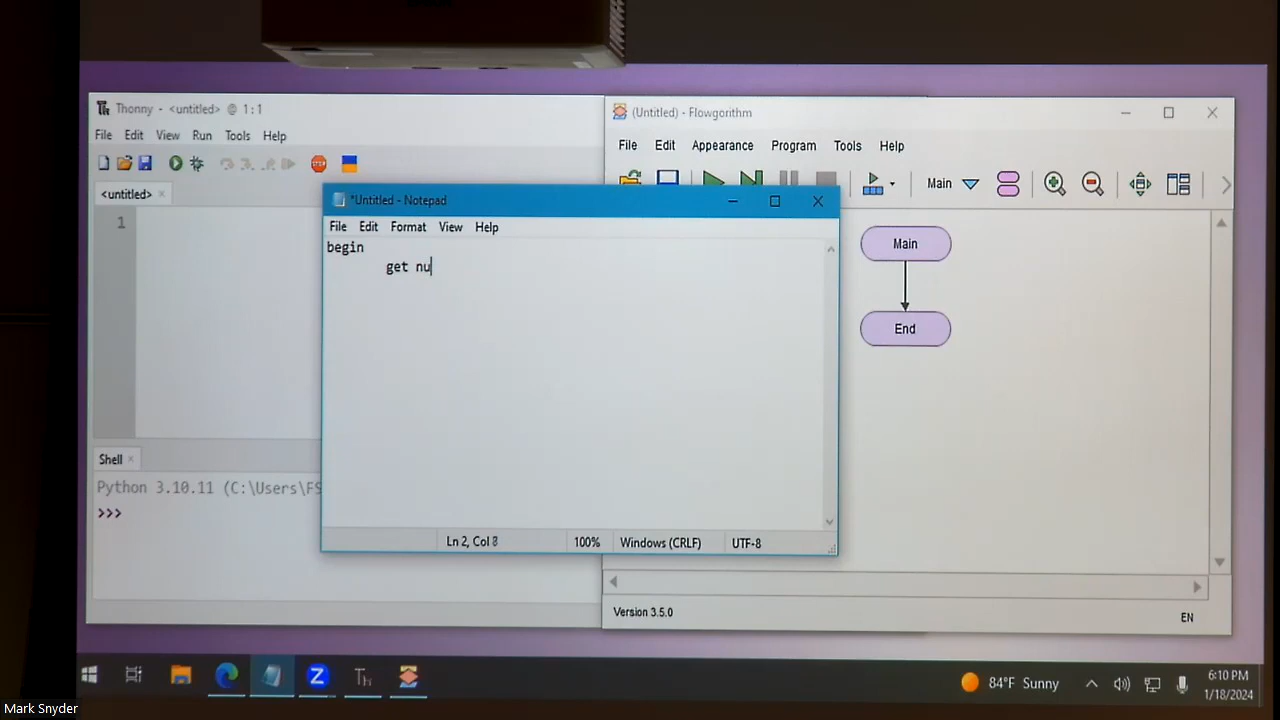 Thonny - <untitled> @ 1:1
File Edit View Run Tools Help
<untitled> ×
1
Shell ×
Python 3.10.11 (C:\Users\FS
>>>
*Untitled - Notepad
File Edit Format View Help
begin
get nu
Ln 2, Col 8
100%
Windows (CRLF)
UTF-8
(Untitled) - Flowgorithm
File Edit Appearance Program Tools Help
Main
Main
End
Version 3.5.0
EN
STOP
Z
Th
84°F Sunny
6:10 PM
1/18/2024
Mark Snyder